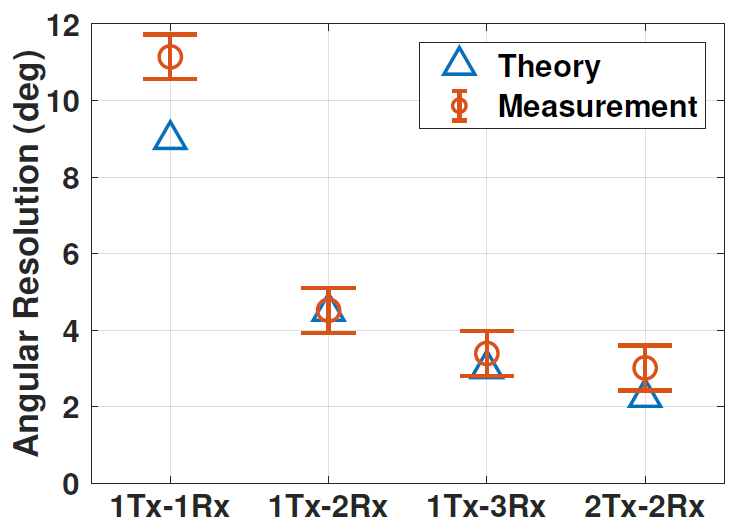 12
10
8
6
4
2
0
Angular Resolution (deg)
Theory
Measurement
1Tx-1Rx 1Tx-2Rx 1Tx-3Rx 2Tx-2Rx